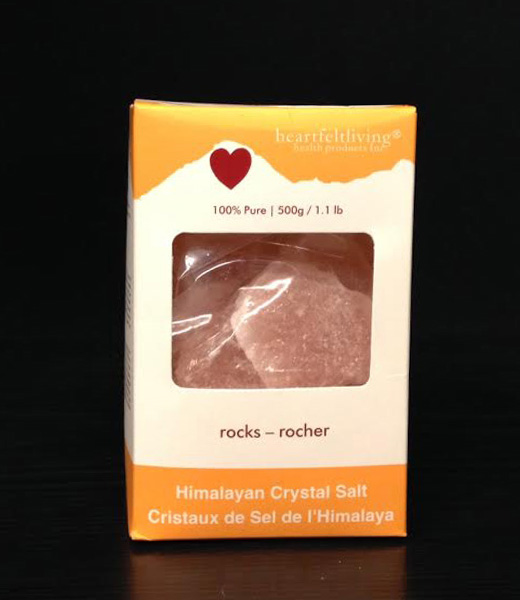 heartfeltliving®
health products inc.
100% Pure | 500g / 1.1 lb
rocks – rocher
Himalayan Crystal Salt
Cristaux de Sel de l'Himalaya